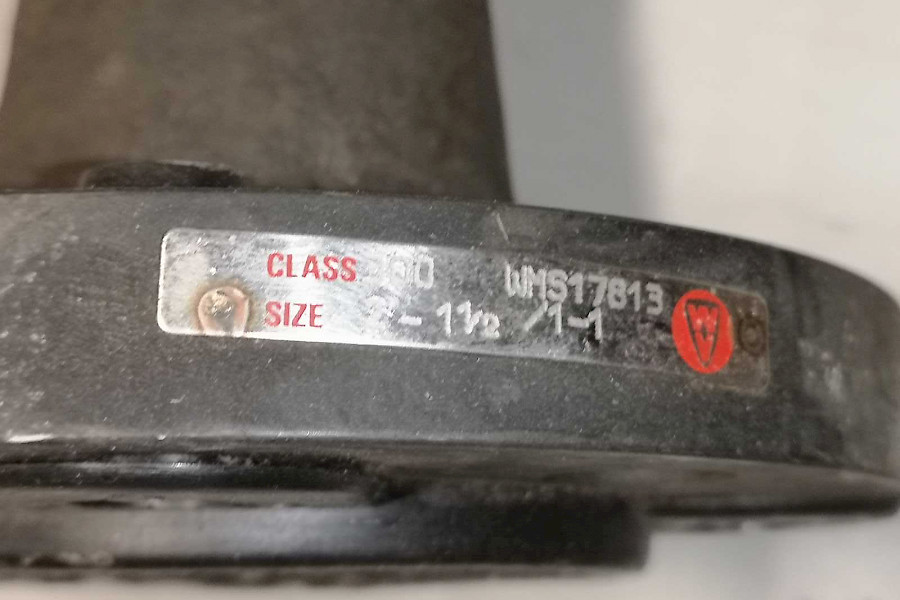 CLASS WMS17813
SIZE - 1½ /1-1
W